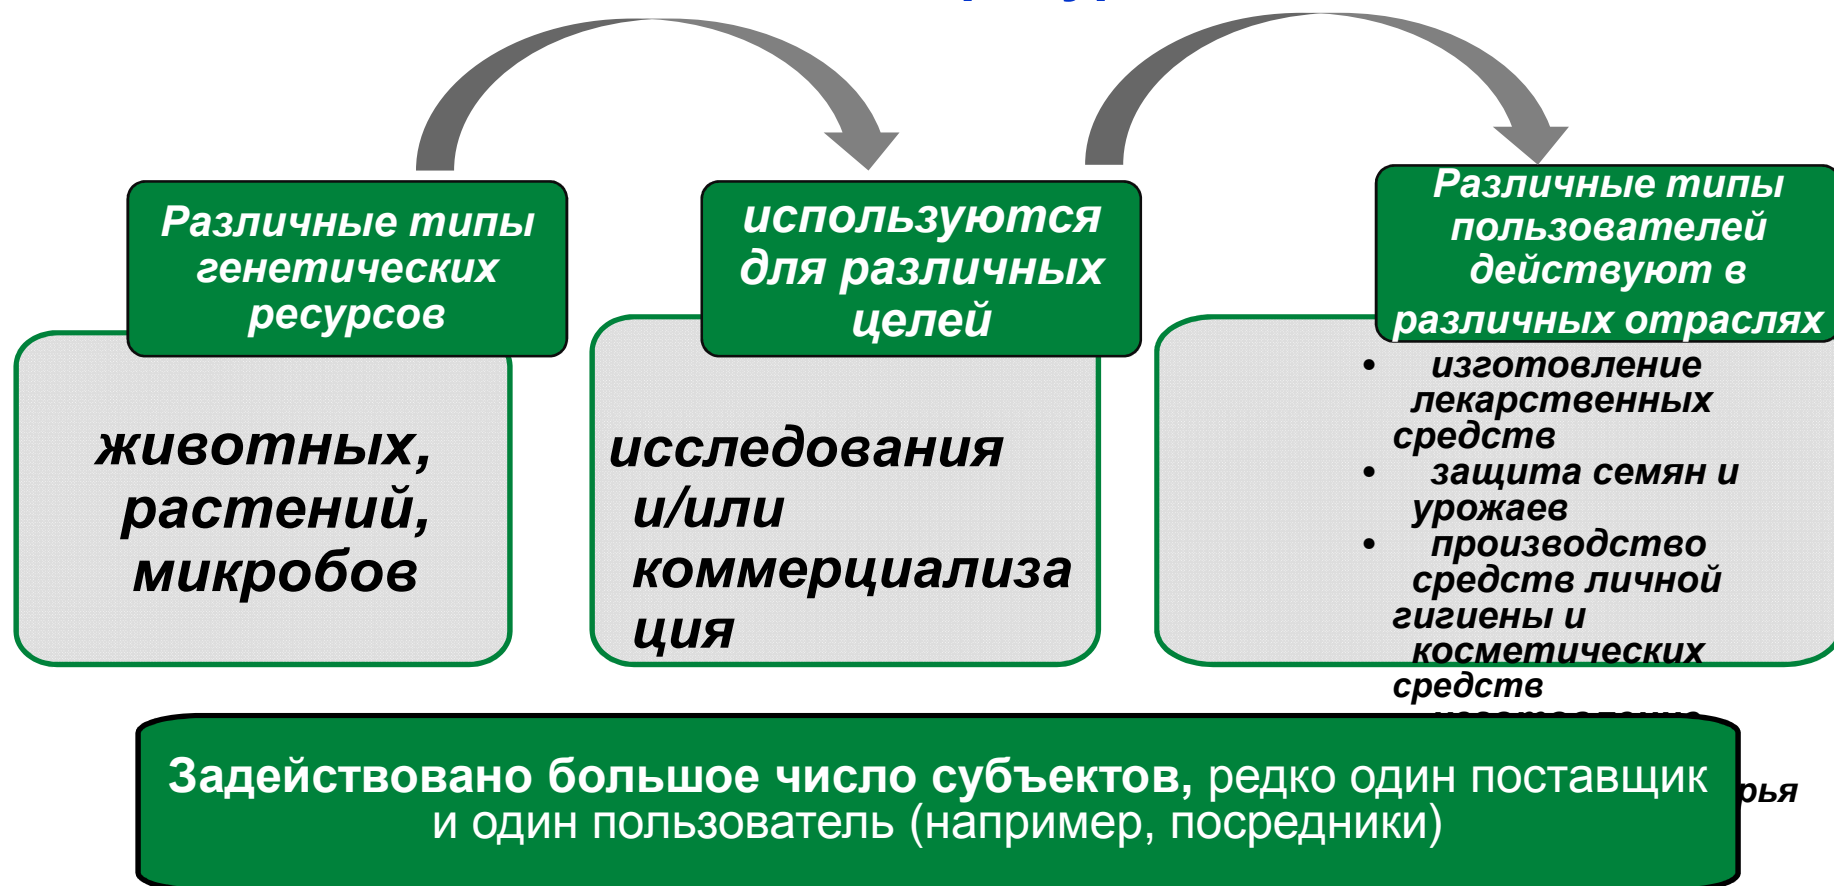 Различные типы
генетических
ресурсов
животных,
растений,
микробов
используются
для различных
целей
исследования
и/или
коммерциализа
ция
Различные типы
пользователей
действуют в
различных отраслях
• изготовление
лекарственных
средств
• защита семян и
урожаев
• производство
средств личной
гигиены и
косметических
средств
Задействовано большое число субъектов, редко один поставщик
и один пользователь (например, посредники)